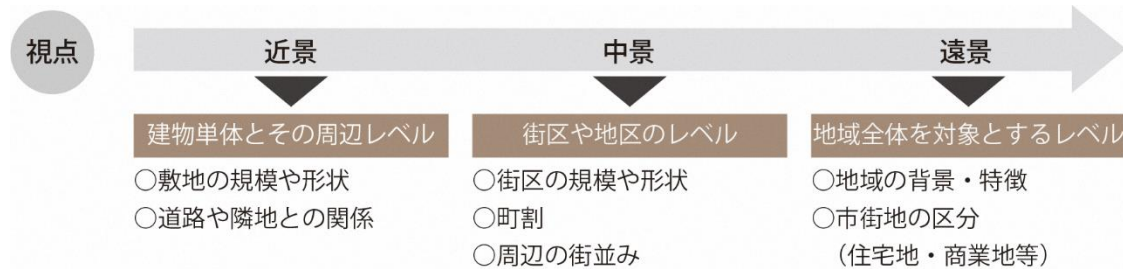 視点
近景
中景
遠景
建物単体とその周辺レベル
○敷地の規模や形状
○道路や隣地との関係
街区や地区のレベル
○街区の規模や形状
○町割
○周辺の街並み
地域全体を対象とするレベル
○地域の背景・特徴
○市街地の区分
（住宅地・商業地等）